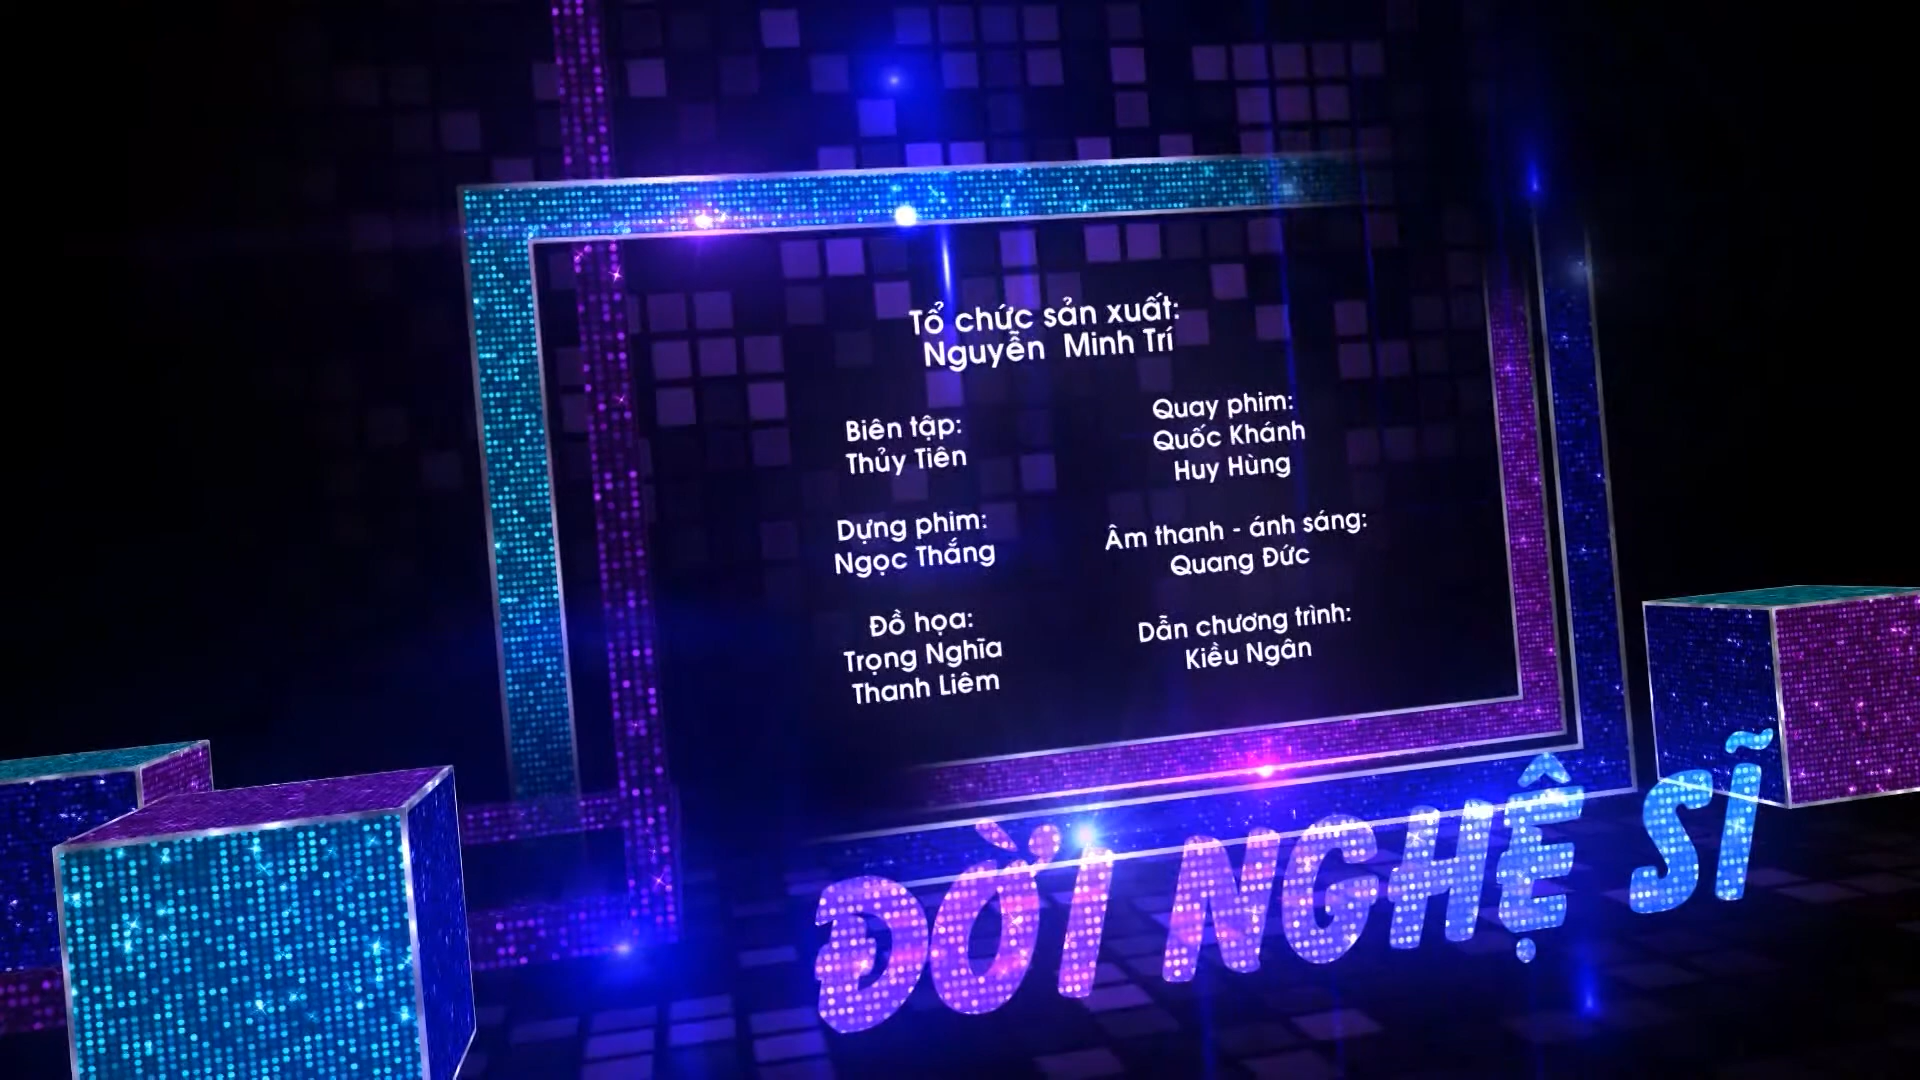 Tổ chức sản xuất:
Nguyễn Minh Trí
Biên tập:
Thủy Tiên
Dựng phim:
Ngọc Thắng
Đồ họa:
Trọng Nghĩa
Thanh Liêm
Quay phim:
Quốc Khánh
Huy Hùng
Âm thanh - ánh sáng:
Quang Đức
Dẫn chương trình:
Kiều Ngân
ĐỜI NGHỆ SĨ